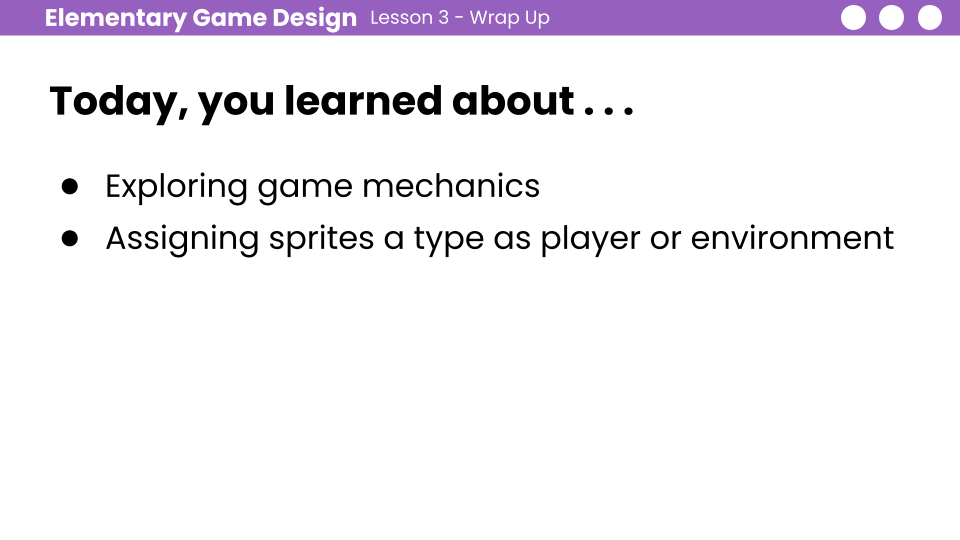 Elementary Game Design Lesson 3 - Wrap Up
Today, you learned about . . .
● Exploring game mechanics
● Assigning sprites a type as player or environment